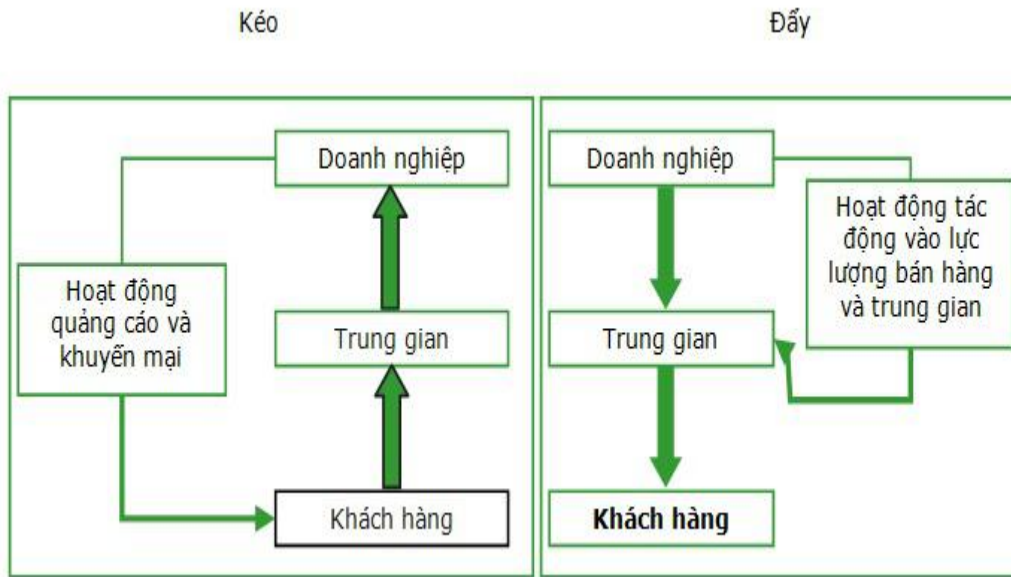 Kéo
Doanh nghiệp
Hoạt động
quảng cáo và
khuyến mại
Trung gian
Khách hàng
Đẩy
Doanh nghiệp
Hoạt động tác
động vào lực
lượng bán hàng
và trung gian
Trung gian
Khách hàng